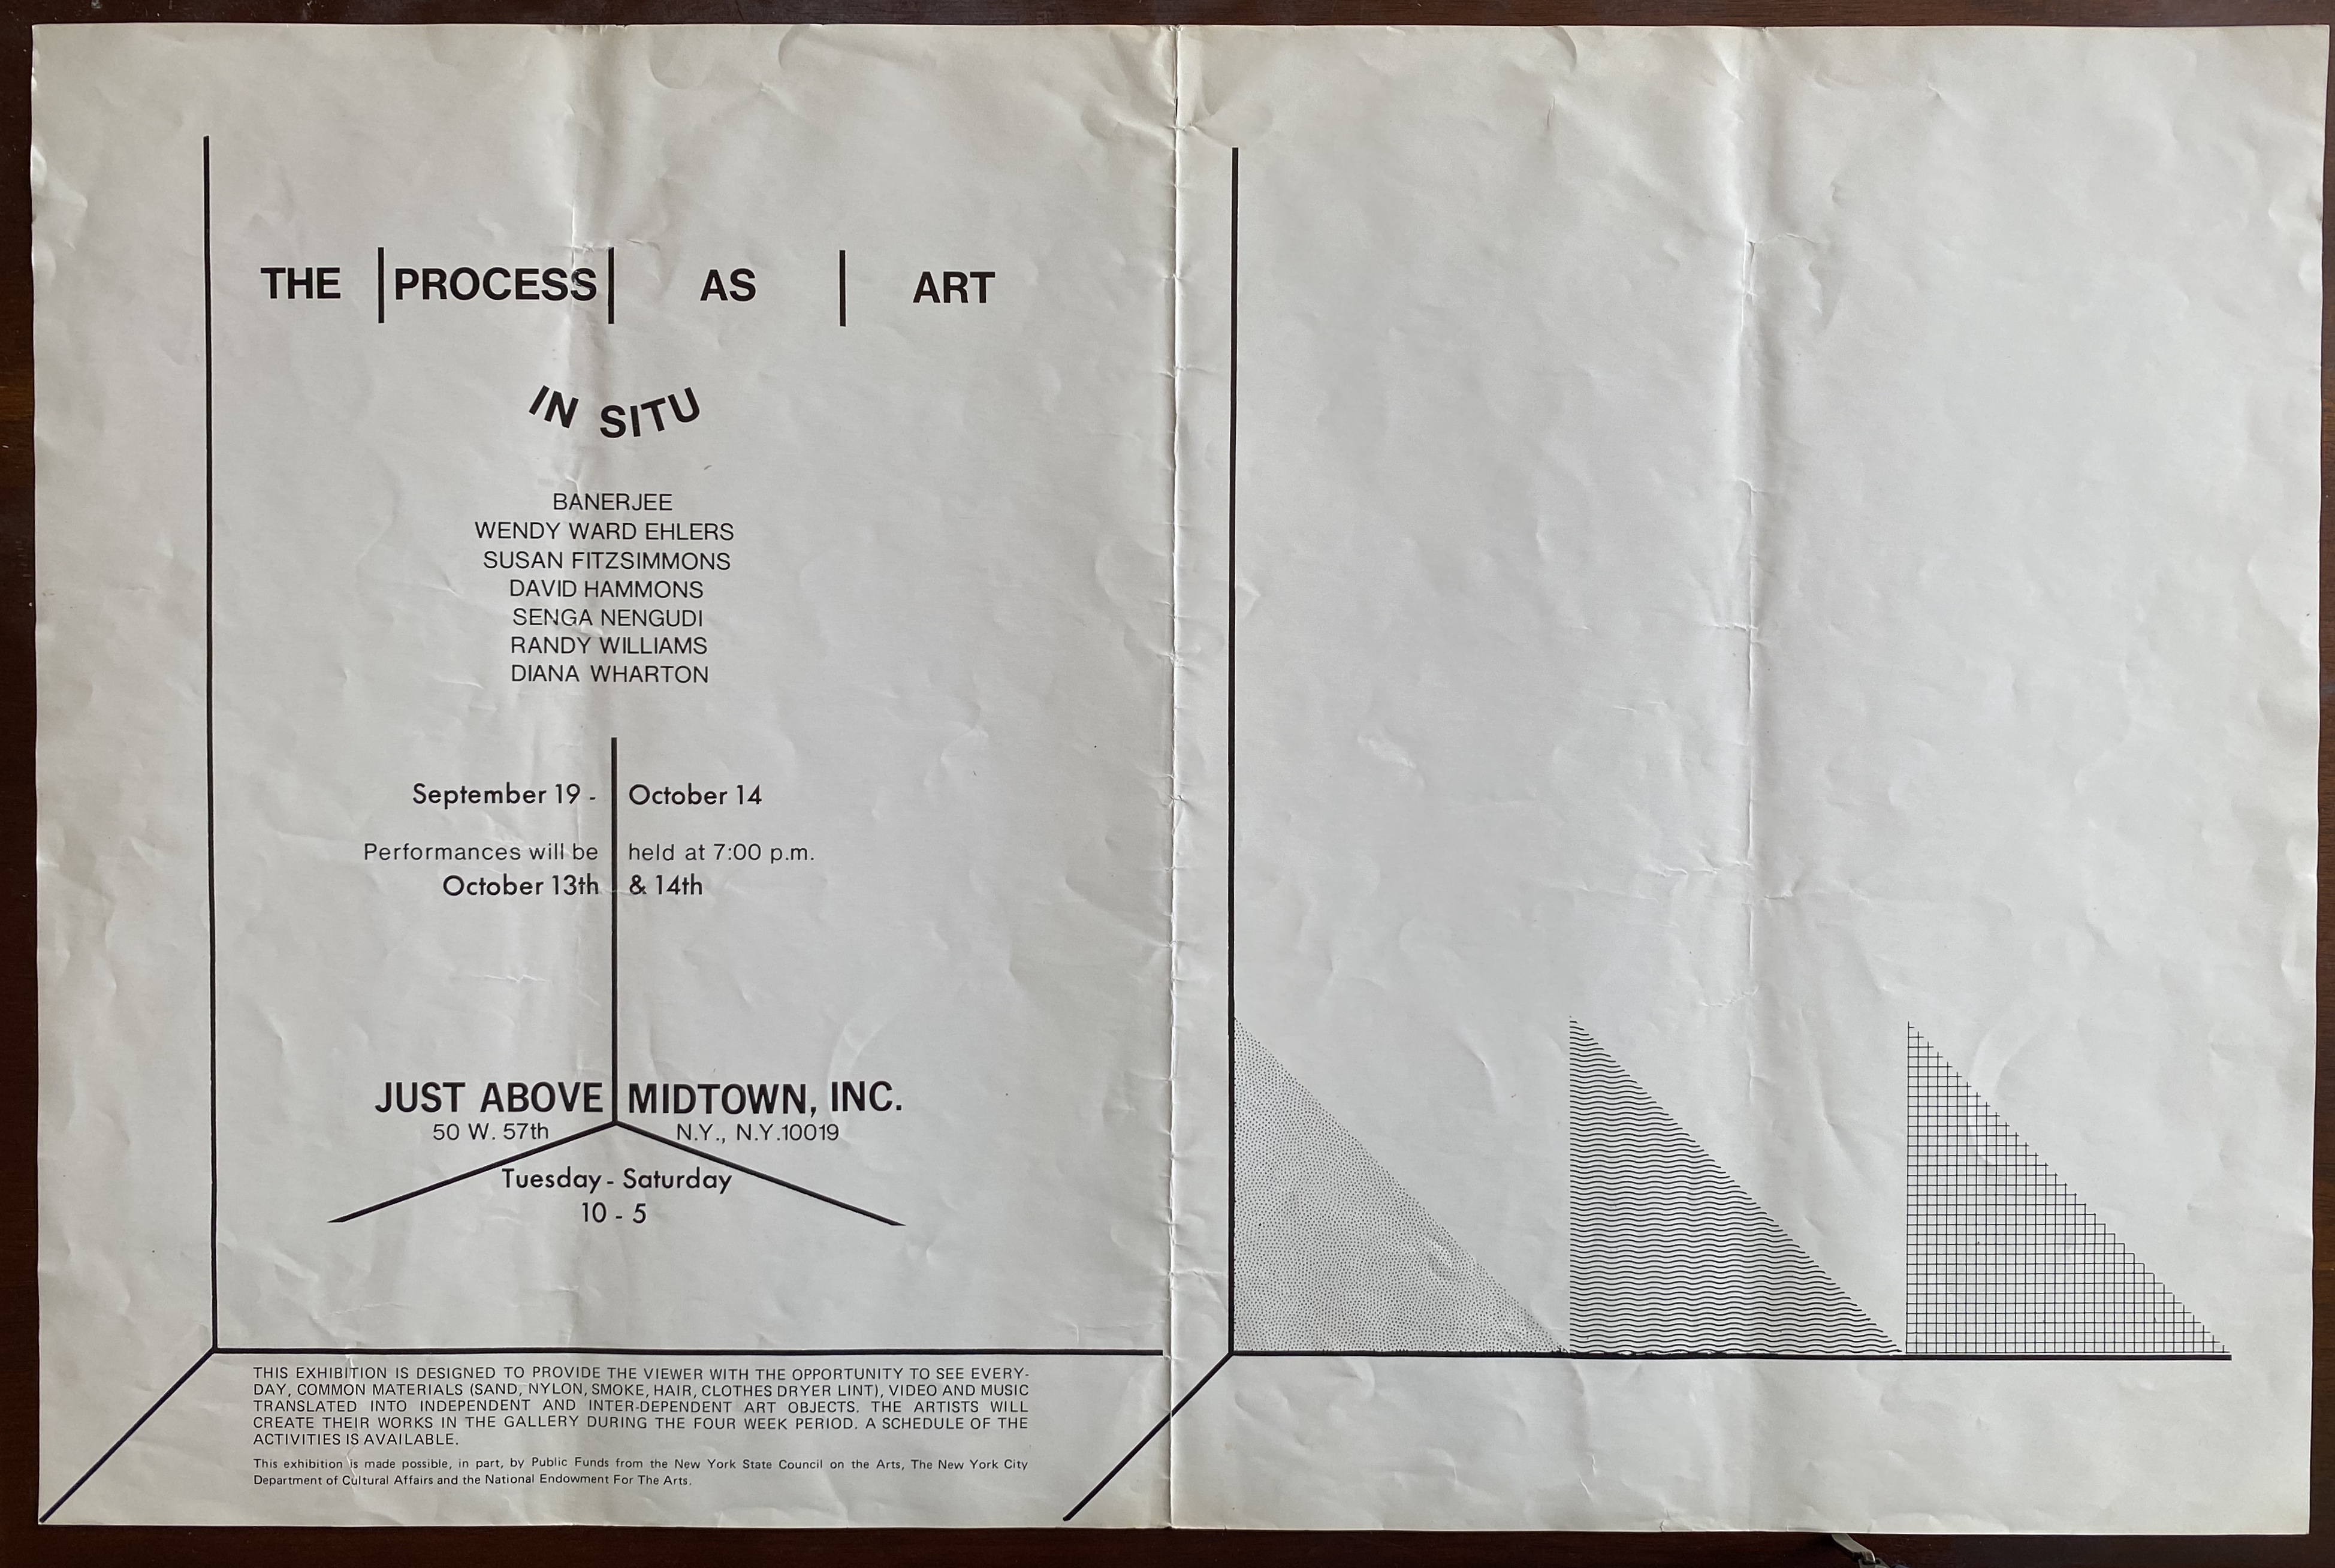 THE PROCESS AS ART
IN SITU
BANERJEE
WENDY WARD EHLERS
SUSAN FITZSIMMONS
DAVID HAMMONS
SENGA NENGUDI
RANDY WILLIAMS
DIANA WHARTON
September 19 - October 14
Performances will be held at 7:00 p.m.
October 13th & 14th
JUST ABOVE MIDTOWN, INC.
50 W. 57th N.Y., N.Y.10019
Tuesday - Saturday
10 - 5
THIS EXHIBITION IS DESIGNED TO PROVIDE THE VIEWER WITH THE OPPORTUNITY TO SEE EVERY-
DAY, COMMON MATERIALS (SAND, NYLON, SMOKE, HAIR, CLOTHES DRYER LINT), VIDEO AND MUSIC
TRANSLATED INTO INDEPENDENT AND INTER-DEPENDENT ART OBJECTS. THE ARTISTS WILL
CREATE THEIR WORKS IN THE GALLERY DURING THE FOUR WEEK PERIOD. A SCHEDULE OF THE
ACTIVITIES IS AVAILABLE.
This exhibition is made possible, in part, by Public Funds from the New York State Council on the Arts, The New York City
Department of Cultural Affairs and the National Endowment For The Arts.